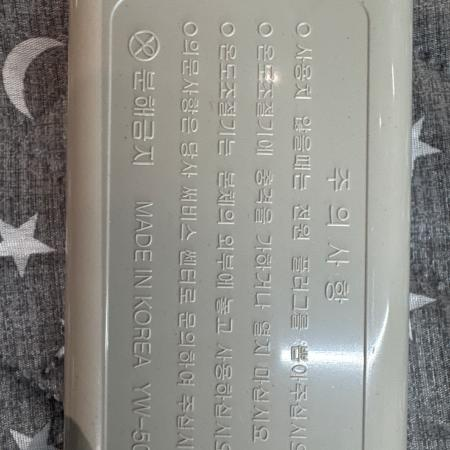 주의사항
사용치 않을때는 전원 플러그를 뽑아주십시오
온도조절기에 충격을 가하거나 열지 마십시오
온도조절기는 본체의 외부에 놓고 사용하십시오
의문사항은 당사 써비스 쎈터로 문의하여 주십시
분해금지 MADE IN KOREA YW-50